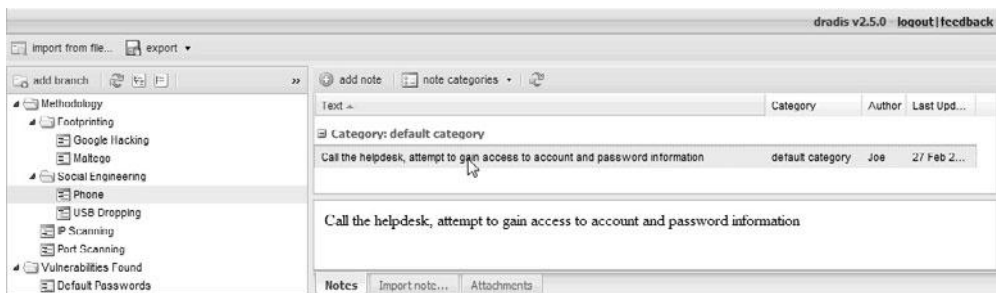 dradis v2.5.0 logout|feedback
import from file... export
add branch » add note note categories
Methodology
Footprinting
Google Hacking
Maltego
Social Engineering
Phone
USB Dropping
IP Scanning
Port Scanning
Vulnerabilities Found
Default Passwords
Text Category Author Last Upd...
Category: default category
Call the helpdesk, attempt to gain access to account and password information default category Joe 27 Feb 2...
Call the helpdesk, attempt to gain access to account and password information
Notes Import note... Attachments